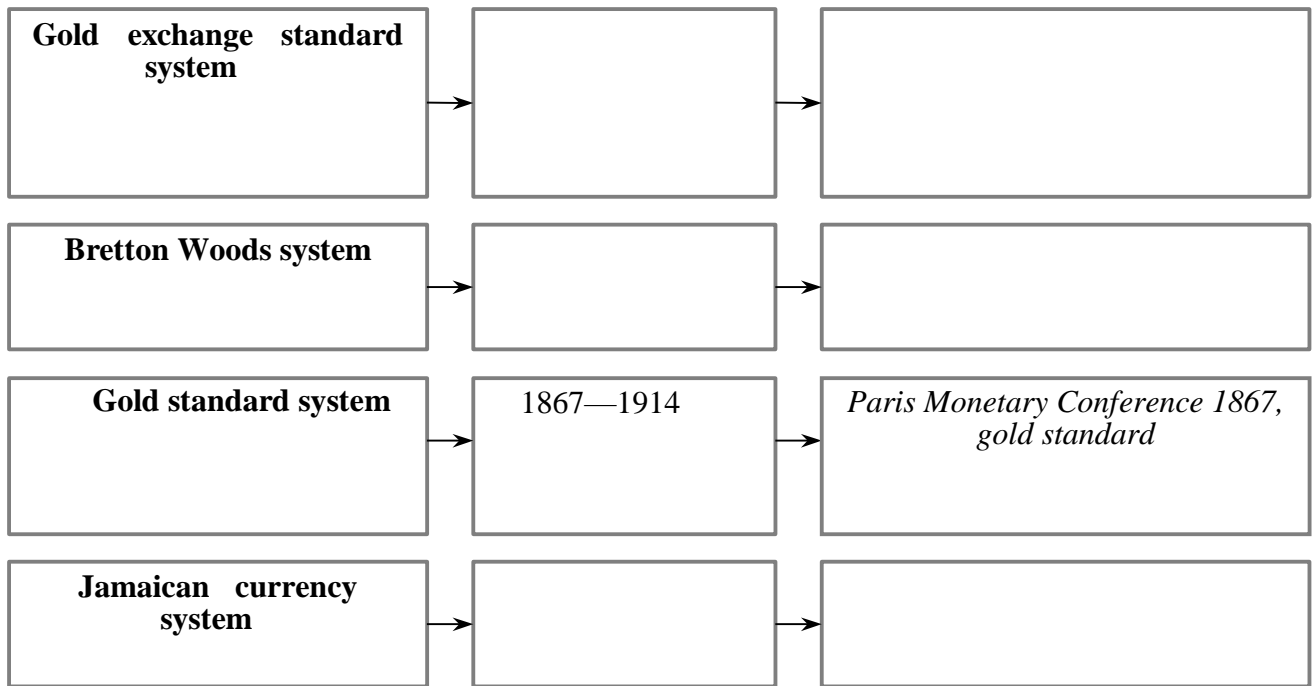 Gold exchange standard
system
Bretton Woods system
Gold standard system
1867—1914
Paris Monetary Conference 1867,
gold standard
Jamaican currency
system